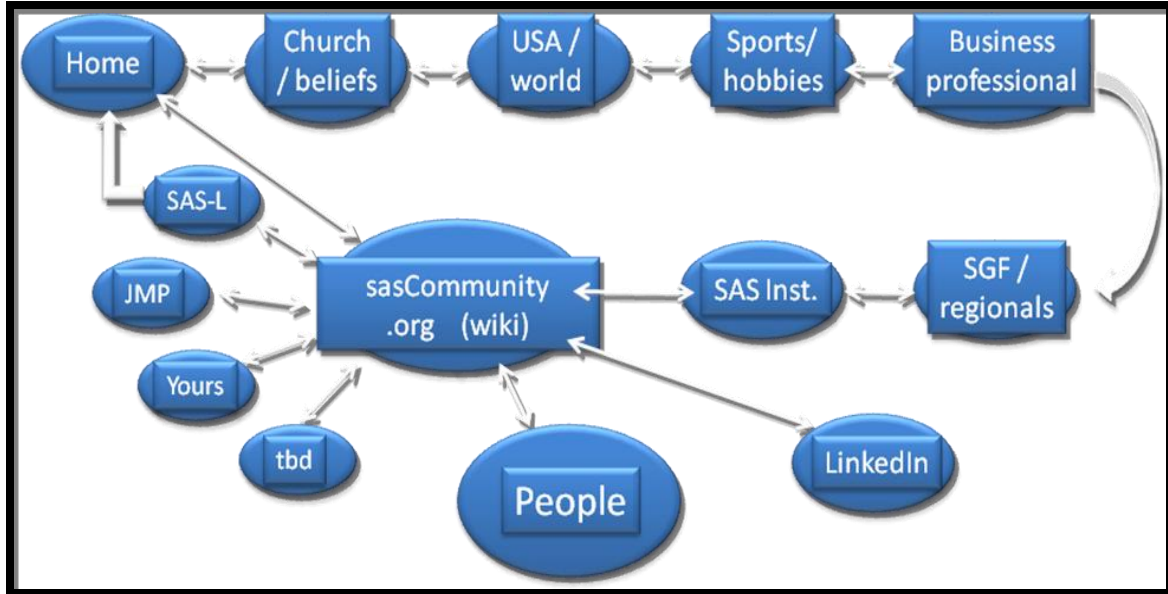 Home
Church
/ beliefs
USA /
world
Sports/
hobbies
Business
professional
SAS-L
JMP
sasCommunity
.org (wiki)
SAS Inst.
SGF /
regionals
Yours
tbd
People
LinkedIn